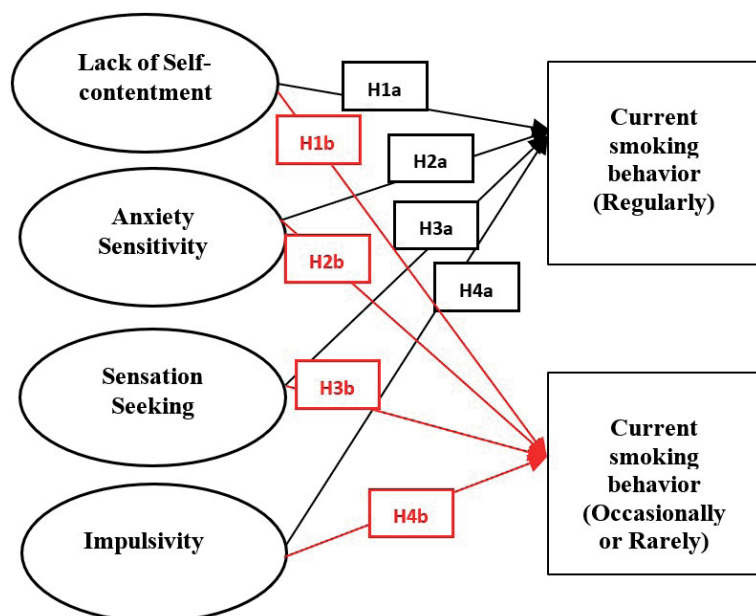 Lack of Self-
contentment
H1a
H1b
Current
smoking
behavior
(Regularly)
H2a
Anxiety
Sensitivity
H3a
H2b
H4a
Sensation
Seeking
H3b
Current
smoking
behavior
(Occasionally
or Rarely)
H4b
Impulsivity